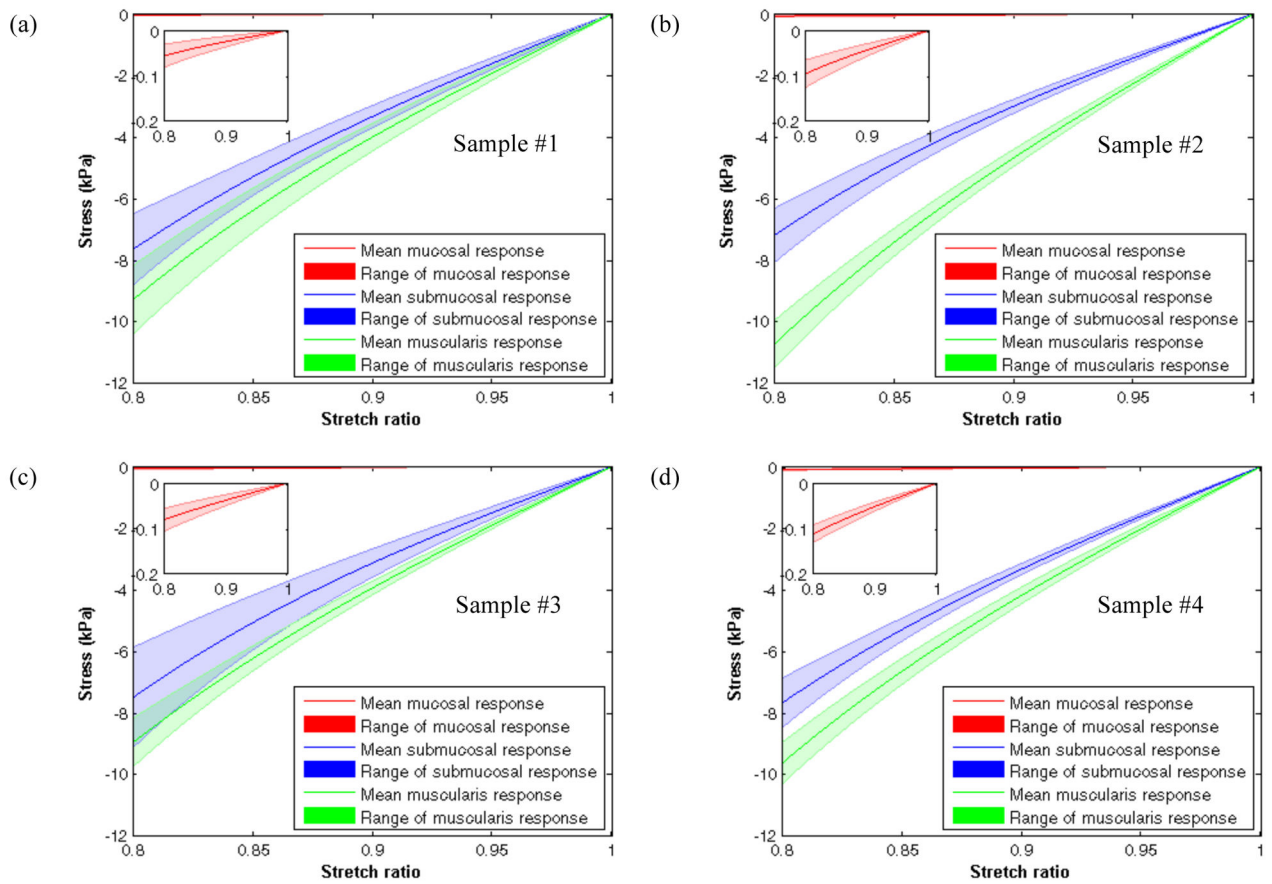 (a)
0
-2
-4
-6
-8
-10
-12
Stress (kPa)
0
-0.1
-0.2
0.8 0.9 1
Sample #1
Mean mucosal response
Range of mucosal response
Mean submucosal response
Range of submucosal response
Mean muscularis response
Range of muscularis response
0.8 0.85 0.9 0.95 1
Stretch ratio
(b)
0
-2
-4
-6
-8
-10
-12
Stress (kPa)
0
-0.1
-0.2
0.8 0.9 1
Sample #2
Mean mucosal response
Range of mucosal response
Mean submucosal response
Range of submucosal response
Mean muscularis response
Range of muscularis response
0.8 0.85 0.9 0.95 1
Stretch ratio
(c)
0
-2
-4
-6
-8
-10
-12
Stress (kPa)
0
-0.1
-0.2
0.8 0.9 1
Sample #3
Mean mucosal response
Range of mucosal response
Mean submucosal response
Range of submucosal response
Mean muscularis response
Range of muscularis response
0.8 0.85 0.9 0.95 1
Stretch ratio
(d)
0
-2
-4
-6
-8
-10
-12
Stress (kPa)
0
-0.1
-0.2
0.8 0.9 1
Sample #4
Mean mucosal response
Range of mucosal response
Mean submucosal response
Range of submucosal response
Mean muscularis response
Range of muscularis response
0.8 0.85 0.9 0.95 1
Stretch ratio